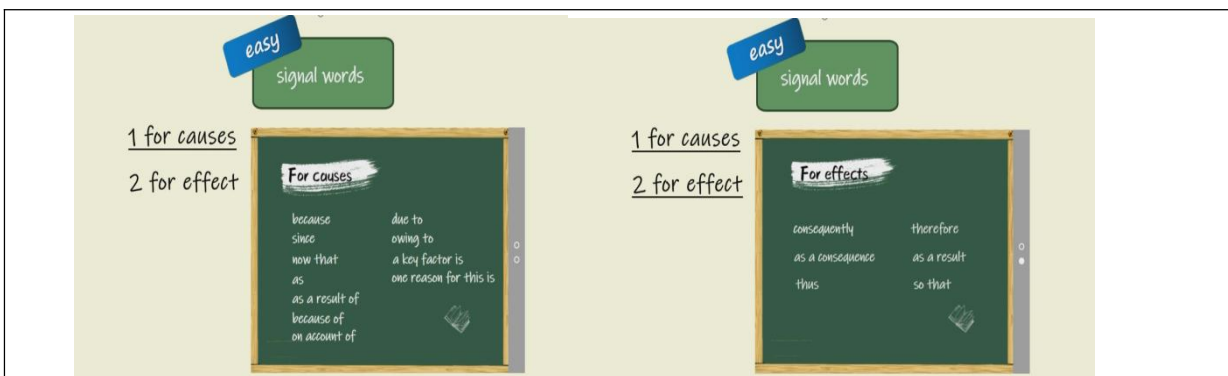 easy
signal words
1 for causes
2 for effect
For causes
because
since
now that
as
as a result of
because of
on account of
due to
owing to
a key factor is
one reason for this is
easy
signal words
1 for causes
2 for effect
For effects
consequently
as a consequence
thus
therefore
as a result
so that